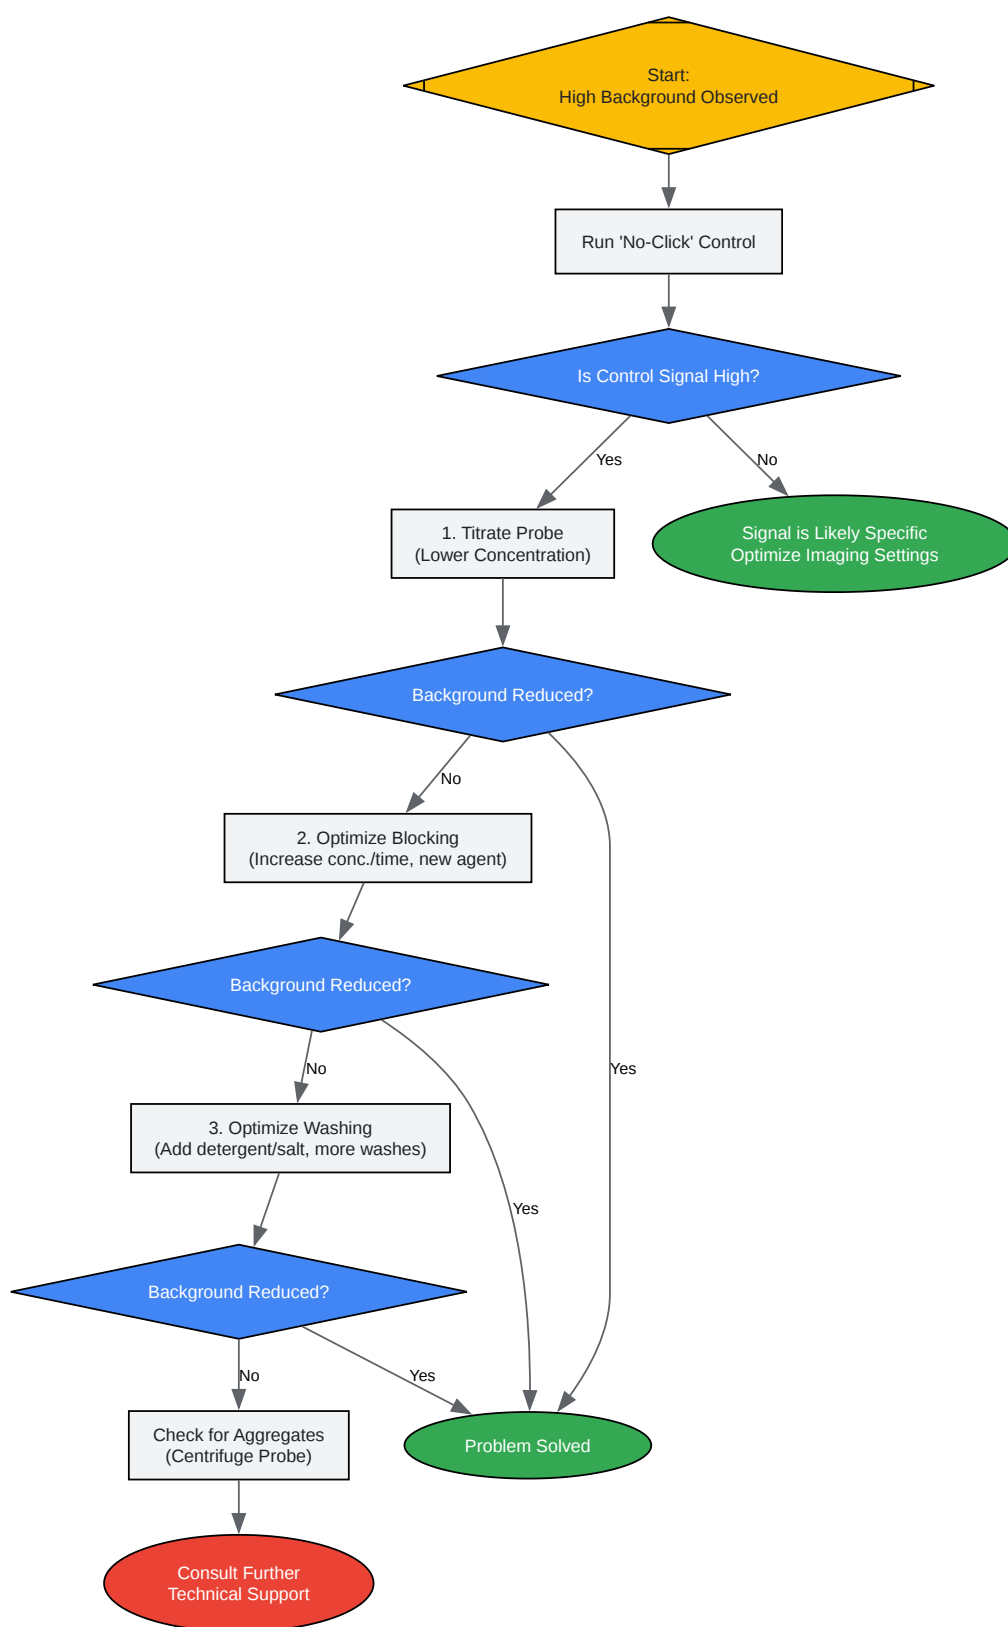 Start:
High Background Observed
Run 'No-Click' Control
Is Control Signal High?
Yes
No
1. Titrate Probe
(Lower Concentration)
Signal is Likely Specific
Optimize Imaging Settings
Background Reduced?
No
2. Optimize Blocking
(Increase conc./time, new agent)
Background Reduced?
No
Yes
3. Optimize Washing
(Add detergent/salt, more washes)
Yes
Background Reduced?
No
Yes
Check for Aggregates
(Centrifuge Probe)
Problem Solved
Consult Further
Technical Support